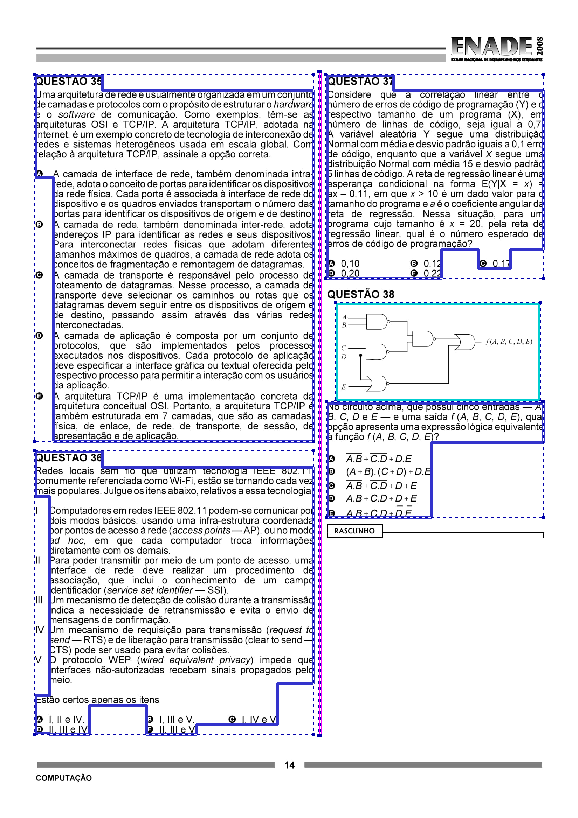 ENADE 2008
EXAME NACIONAL DE DESEMPENHO DOS ESTUDANTES
QUESTÃO 35
Uma arquitetura de rede é usualmente organizada em um conjunto
de camadas e protocolos com o propósito de estruturar o hardware
e o software de comunicação. Como exemplos, têm-se as
arquiteturas OSI e TCP/IP. A arquitetura TCP/IP, adotada na
Internet, é um exemplo concreto de tecnologia de interconexão de
redes e sistemas heterogêneos usada em escala global. Com
relação à arquitetura TCP/IP, assinale a opção correta.
A A camada de interface de rede, também denominada intra-
rede, adota o conceito de portas para identificar os dispositivos
da rede física. Cada porta é associada à interface de rede do
dispositivo e os quadros enviados transportam o número das
portas para identificar os dispositivos de origem e de destino.
B A camada de rede, também denominada inter-rede, adota
endereços IP para identificar as redes e seus dispositivos.
Para interconectar redes físicas que adotam diferentes
tamanhos máximos de quadros, a camada de rede adota os
conceitos de fragmentação e remontagem de datagramas.
C A camada de transporte é responsável pelo processo de
roteamento de datagramas. Nesse processo, a camada de
transporte deve selecionar os caminhos ou rotas que os
datagramas devem seguir entre os dispositivos de origem e
de destino, passando assim através das várias redes
interconectadas.
D A camada de aplicação é composta por um conjunto de
protocolos, que são implementados pelos processos
executados nos dispositivos. Cada protocolo de aplicação
deve especificar a interface gráfica ou textual oferecida pelo
respectivo processo para permitir a interação com os usuários
da aplicação.
E A arquitetura TCP/IP é uma implementação concreta da
arquitetura conceitual OSI. Portanto, a arquitetura TCP/IP é
também estruturada em 7 camadas, que são as camadas:
física, de enlace, de rede, de transporte, de sessão, de
apresentação e de aplicação.
QUESTÃO 36
Redes locais sem fio que utilizam tecnologia IEEE 802.11,
comumente referenciada como Wi-Fi, estão se tornando cada vez
mais populares. Julgue os itens abaixo, relativos a essa tecnologia.
I Computadores em redes IEEE 802.11 podem-se comunicar por
dois modos básicos: usando uma infra-estrutura coordenada
por pontos de acesso à rede (access points — AP), ou no modo
ad hoc, em que cada computador troca informações
diretamente com os demais.
II Para poder transmitir por meio de um ponto de acesso, uma
interface de rede deve realizar um procedimento de
associação, que inclui o conhecimento de um campo
identificador (service set identifier — SSI).
III Um mecanismo de detecção de colisão durante a transmissão
indica a necessidade de retransmissão e evita o envio de
mensagens de confirmação.
IV Um mecanismo de requisição para transmissão (request to
send — RTS) e de liberação para transmissão (clear to send —
CTS) pode ser usado para evitar colisões.
V O protocolo WEP (wired equivalent privacy) impede que
interfaces não-autorizadas recebam sinais propagados pelo
meio.
Estão certos apenas os itens
A I, II e IV.
B I, III e V.
C I, IV e V.
D II, III e IV.
E II, III e V.
QUESTÃO 37
Considere que a correlação linear entre o
número de erros de código de programação (Y) e o
respectivo tamanho de um programa (X), em
número de linhas de código, seja igual a 0,7.
A variável aleatória Y segue uma distribuição
Normal com média e desvio padrão iguais a 0,1 erro
de código, enquanto que a variável X segue uma
distribuição Normal com média 15 e desvio padrão
5 linhas de código. A reta de regressão linear é uma
esperança condicional na forma E(Y|X = x) =
ax – 0,11, em que x > 10 é um dado valor para o
tamanho do programa e a é o coeficiente angular da
reta de regressão. Nessa situação, para um
programa cujo tamanho é x = 20, pela reta de
regressão linear, qual é o número esperado de
erros de código de programação?
A 0,10
B 0,12
C 0,17
D 0,20
E 0,22
QUESTÃO 38
A
B
C
D
E
f(A, B, C, D, E)
No circuito acima, que possui cinco entradas — A,
B, C, D e E — e uma saída f (A, B, C, D, E), qual
opção apresenta uma expressão lógica equivalente
à função f (A, B, C, D, E)?
RASCUNHO
14
COMPUTAÇÃO